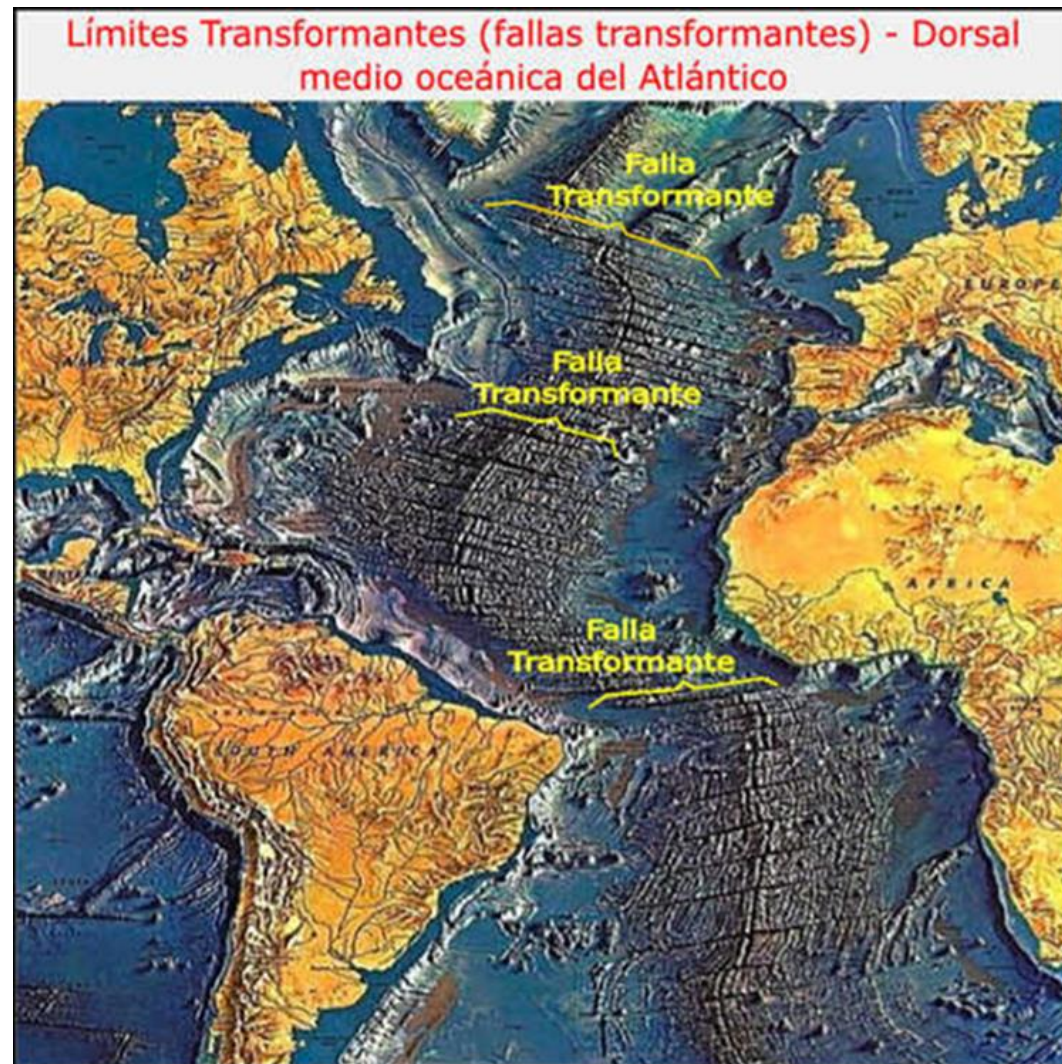 Límites Transformantes (fallas transformantes) - Dorsal
medio oceánica del Atlántico
Falla
Transformante
EUROPE
Falla
Transformante
AFRICA
Falla
Transformante
SOUTH AMERICA